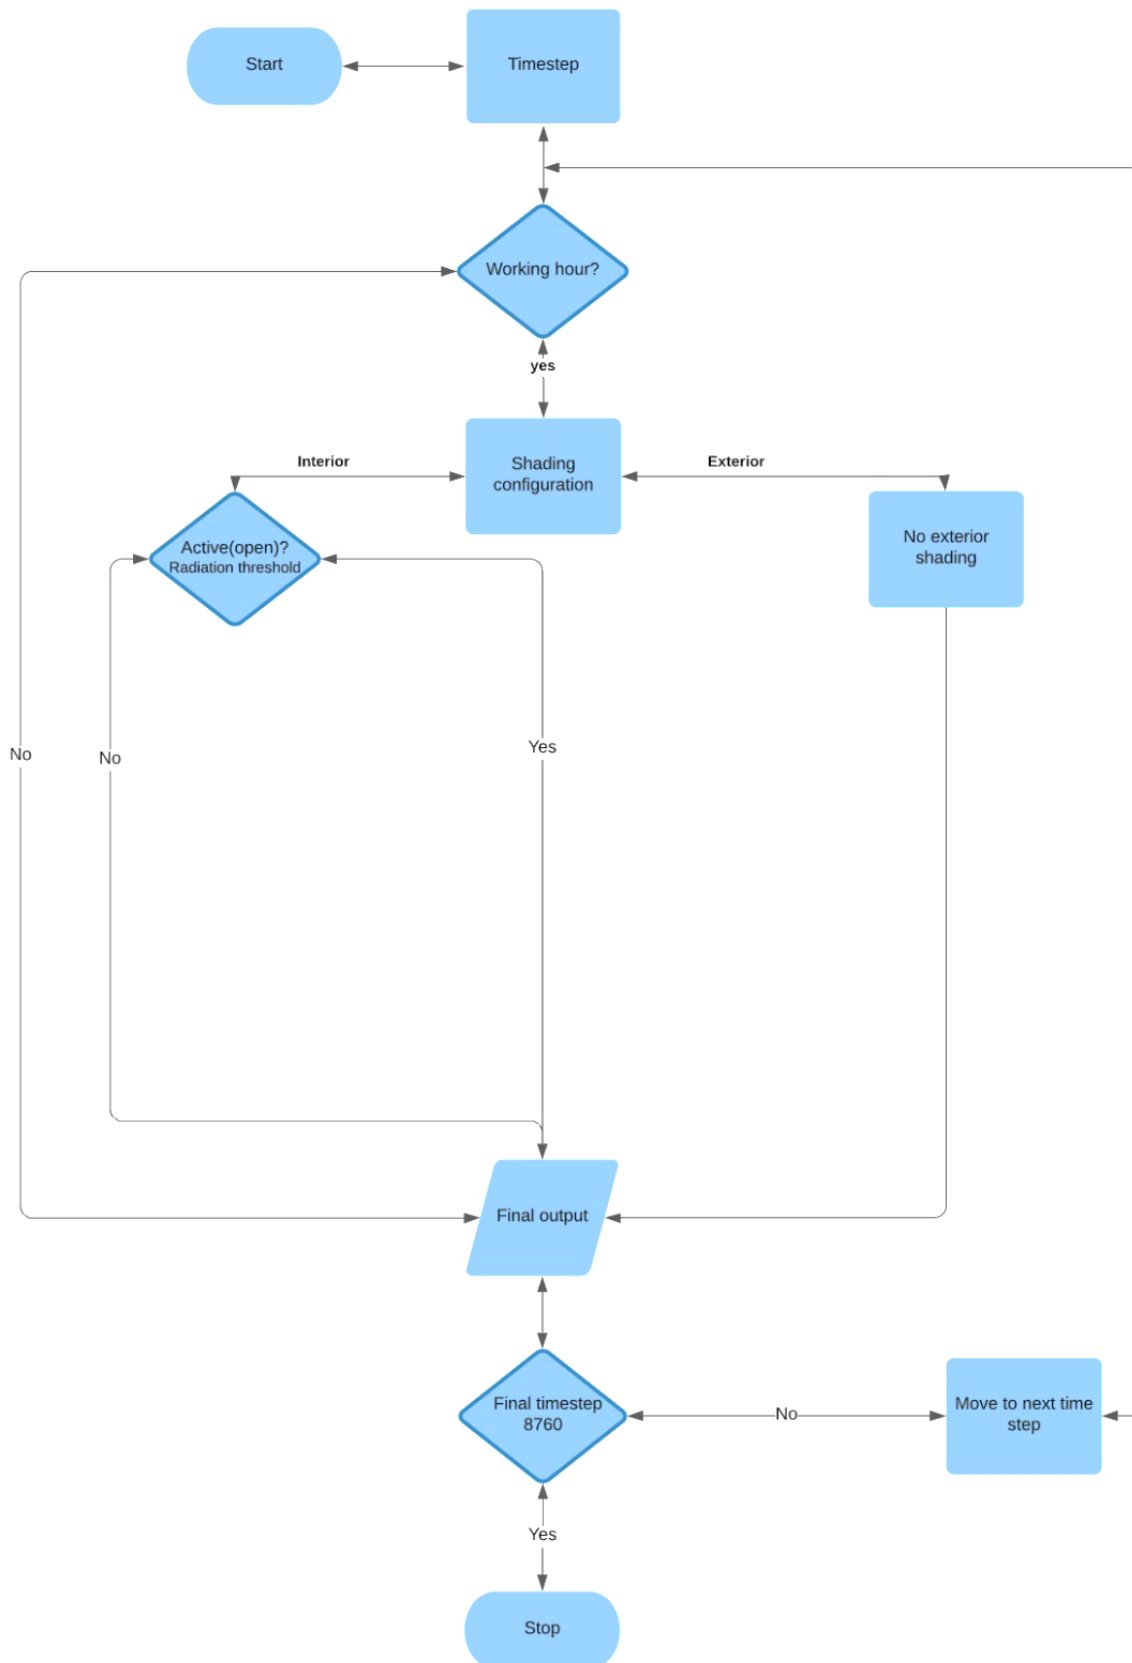 Start
Timestep
Working hour?
yes
Interior
Exterior
Shading
configuration
No exterior
shading
Active(open)?
Radiation threshold
No
No
Yes
Final output
Final timestep
8760
No
Move to next time
step
Yes
Stop